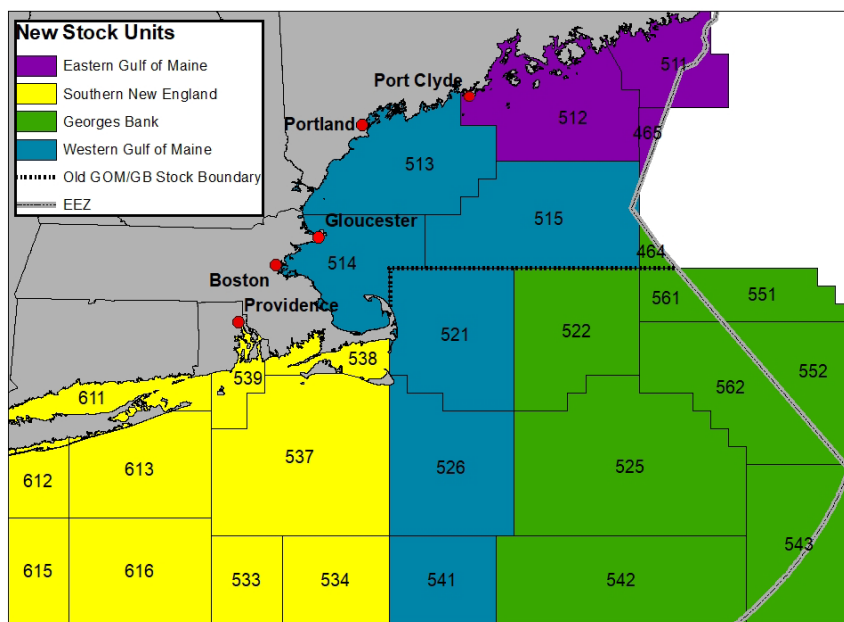 New Stock Units
Eastern Gulf of Maine
Southern New England
Georges Bank
Western Gulf of Maine
Old GOM/GB Stock Boundary
EEZ
Port Clyde
511
Portland
512
465
513
515
Gloucester
514
464
Boston
561
551
Providence
521
522
538
552
539
562
611
537
613
526
525
612
543
615
616
533
534
541
542